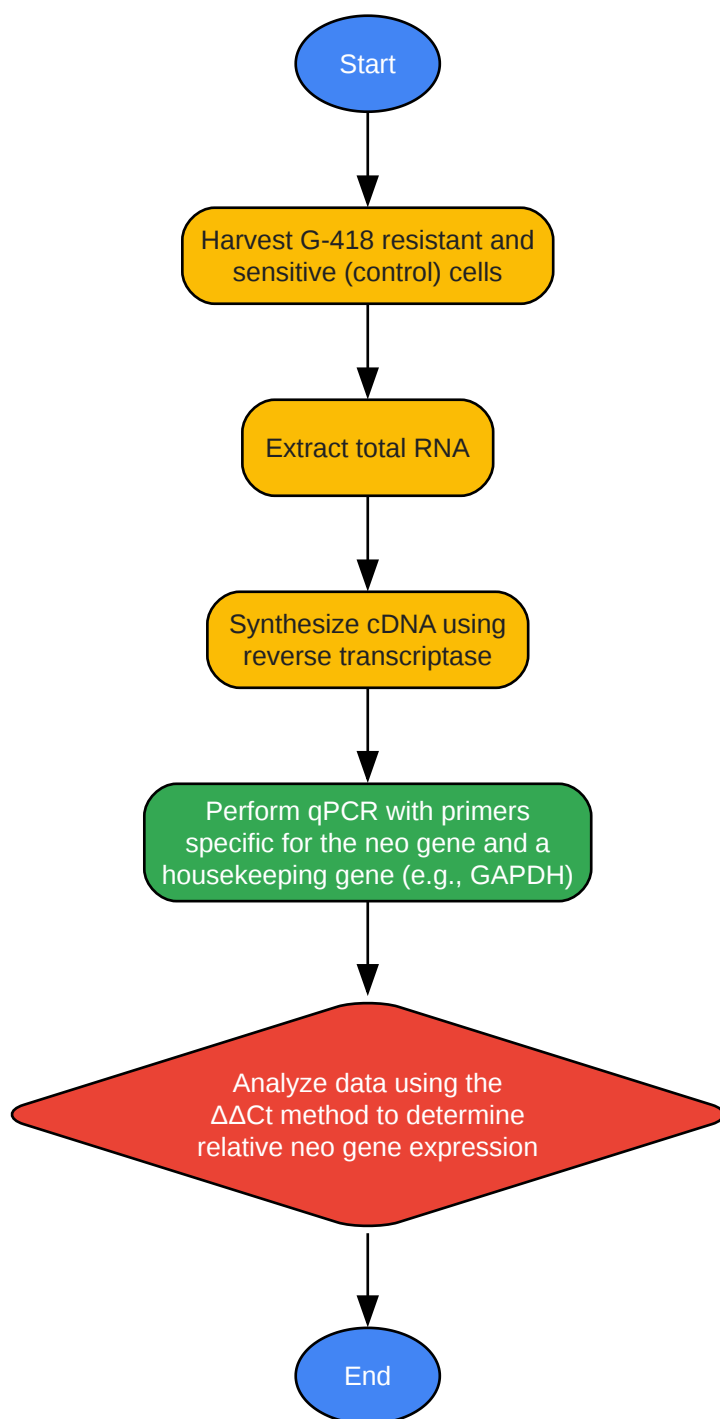 Start
Harvest G-418 resistant and
sensitive (control) cells
Extract total RNA
Synthesize cDNA using
reverse transcriptase
Perform qPCR with primers
specific for the neo gene and a
housekeeping gene (e.g., GAPDH)
Analyze data using the
ΔΔCt method to determine
relative neo gene expression
End